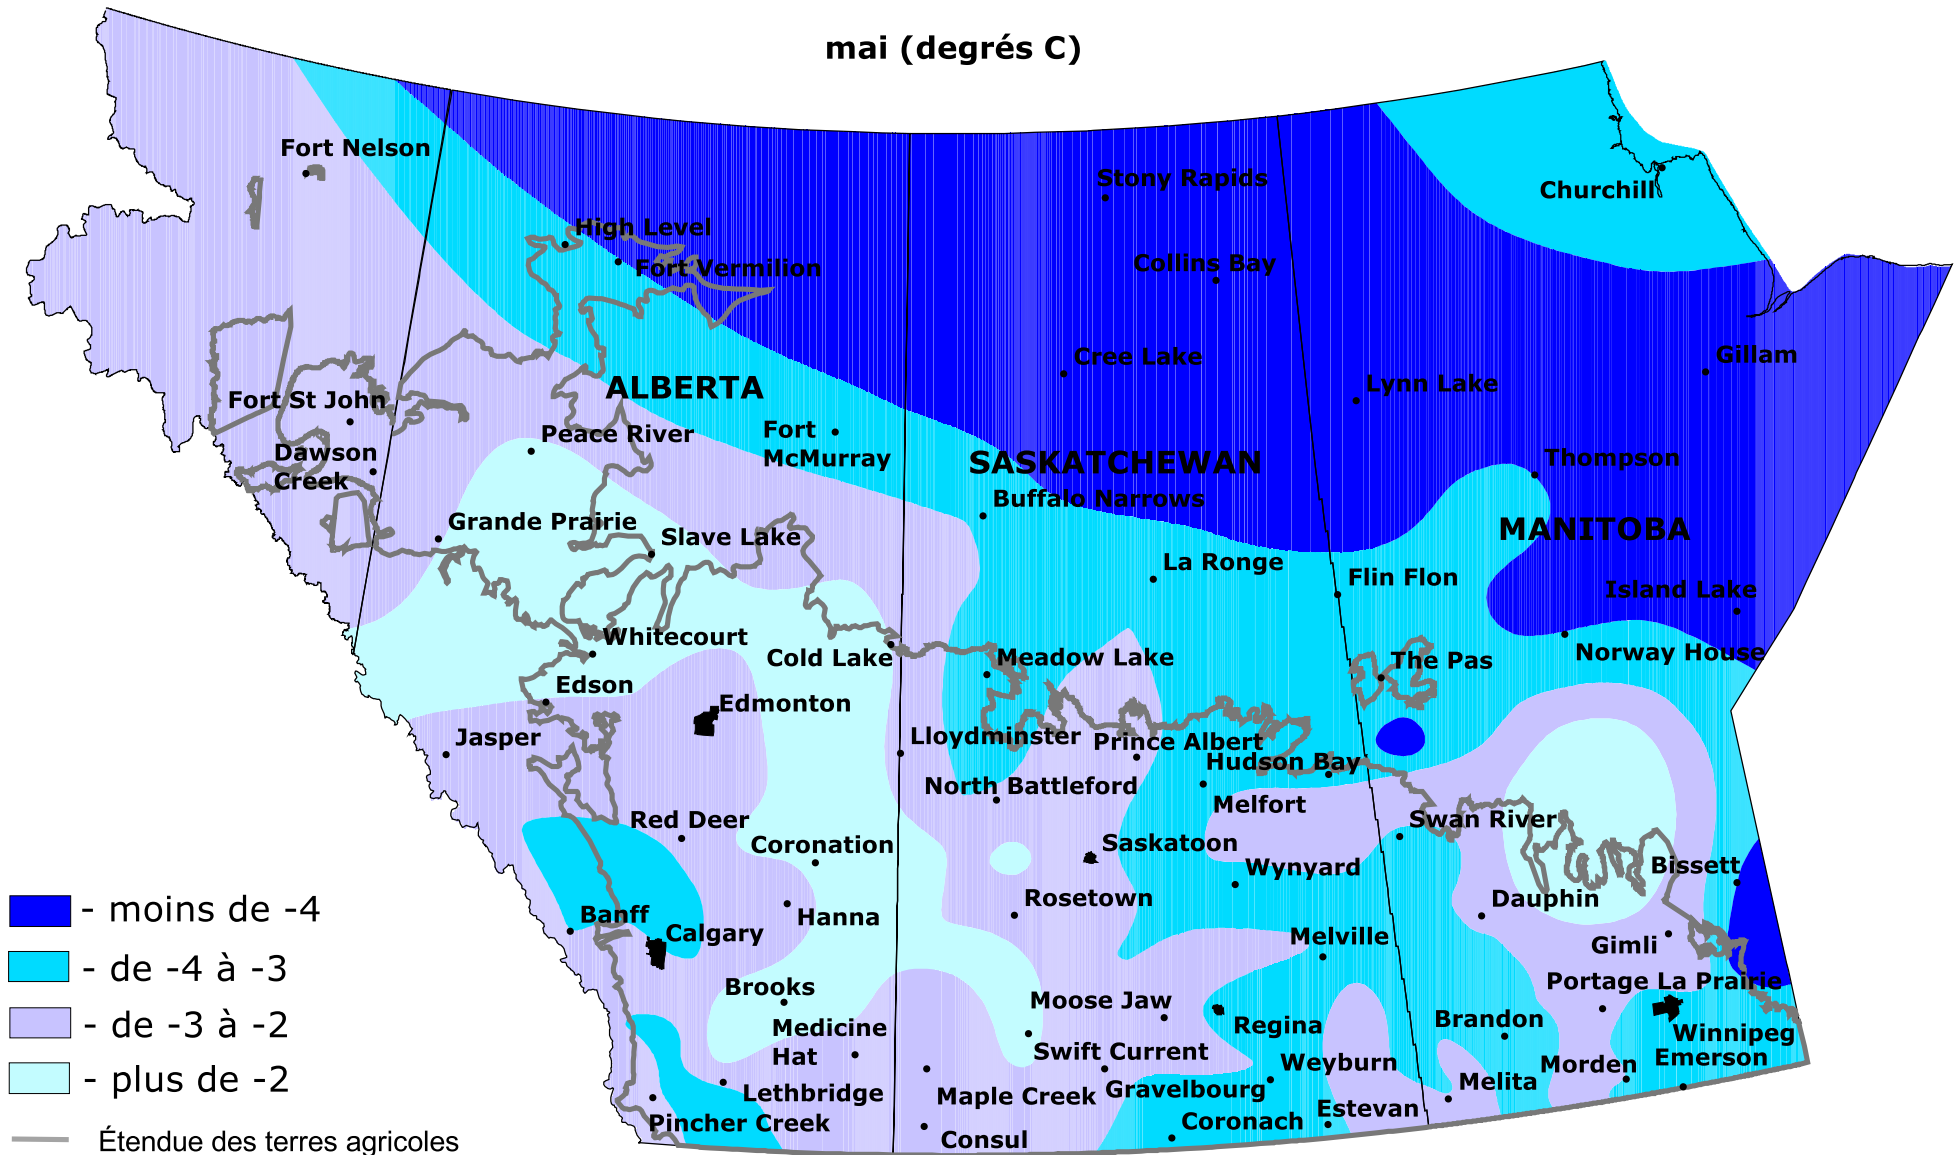 mai (degrés C)
Fort Nelson
Stony Rapids
Churchill
High Level
Fort Vermilion
Collins Bay
Cree Lake
Gillam
Lynn Lake
ALBERTA
Fort St John
Peace River
Fort
McMurray
Dawson
Creek
SASKATCHEWAN
Thompson
Buffalo Narrows
MANITOBA
Grande Prairie
Slave Lake
La Ronge
Flin Flon
Island Lake
Whitecourt
Cold Lake
Meadow Lake
The Pas
Norway House
Edson
Edmonton
Jasper
Lloydminster
Prince Albert
Hudson Bay
North Battleford
Melfort
Red Deer
Swan River
Coronation
Saskatoon
Wynyard
Bissett
Banff
Hanna
Rosetown
Dauphin
Calgary
Melville
Gimli
Brooks
Moose Jaw
Portage La Prairie
Medicine
Hat
Regina
Brandon
Winnipeg
Swift Current
Weyburn
Morden
Emerson
Lethbridge
Maple Creek
Gravelbourg
Melita
Pincher Creek
Consul
Coronach
Estevan
- moins de -4
- de -4 à -3
- de -3 à -2
- plus de -2
Étendue des terres agricoles